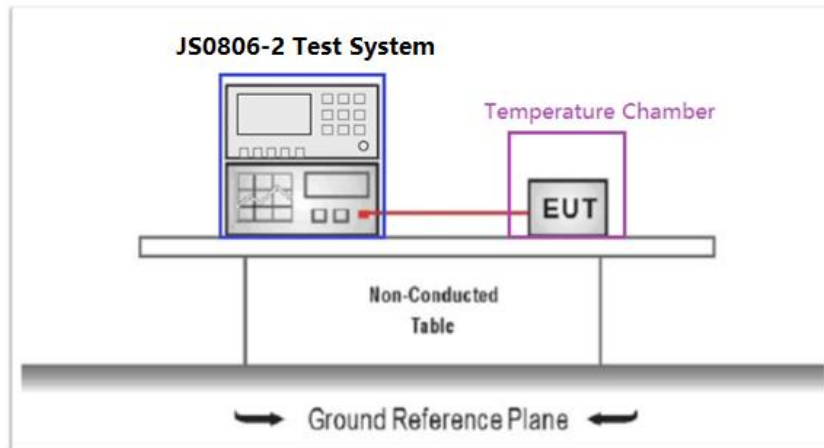 JS0806-2 Test System
Temperature Chamber
EUT
Non-Conducted
Table
Ground Reference Plane